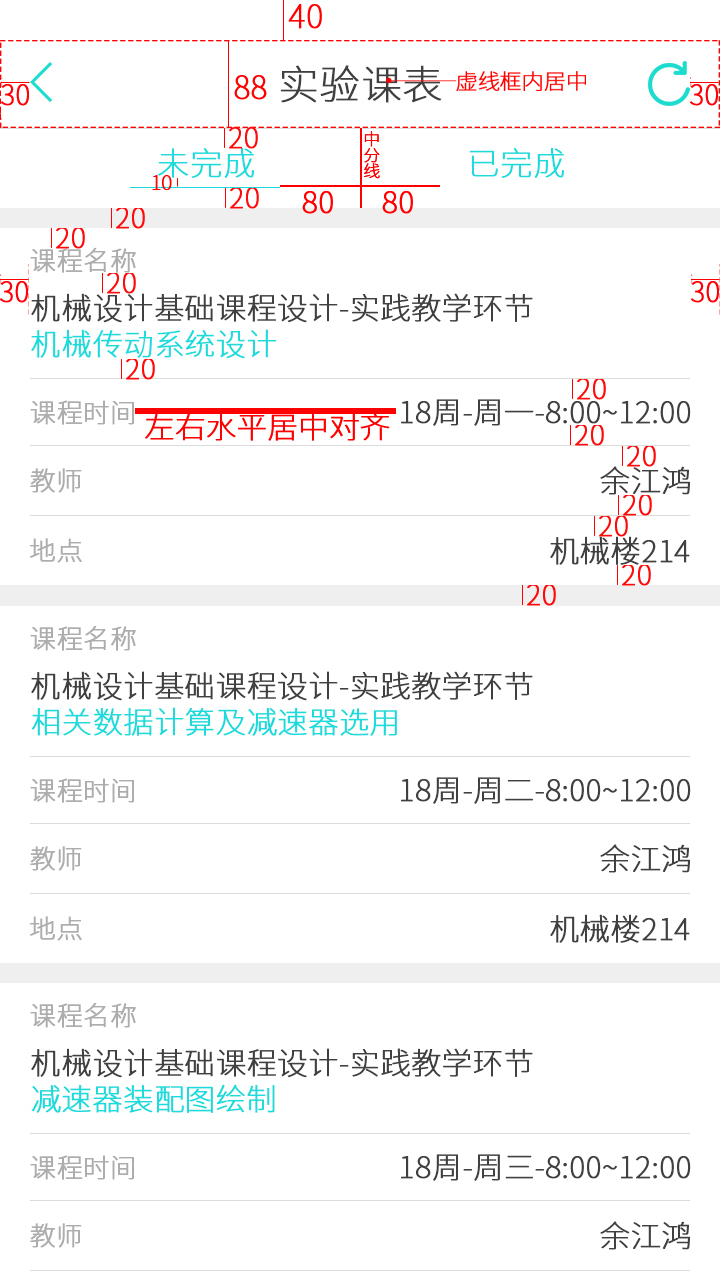 40
30 88 实验课表 虚线框内居中 30
20 中分线
未完成 已完成
10 20 80 80
20
20
课程名称
30 20 30
机械设计基础课程设计-实践教学环节
机械传动系统设计
20
20
课程时间 18周-周一-8:00~12:00
左右水平居中对齐 20
20
教师 余江鸿
20
20
地点 机械楼214
20
20
课程名称
机械设计基础课程设计-实践教学环节
相关数据计算及减速器选用
课程时间 18周-周二-8:00~12:00
教师 余江鸿
地点 机械楼214
课程名称
机械设计基础课程设计-实践教学环节
减速器装配图绘制
课程时间 18周-周三-8:00~12:00
教师 余江鸿